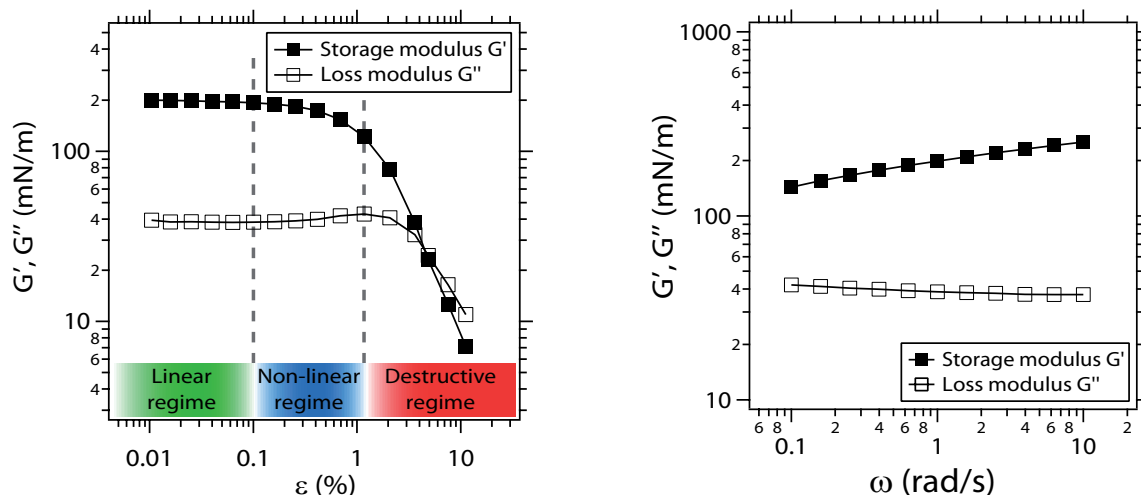 Storage modulus G'
Loss modulus G''
G', G'' (mN/m)
4
2
100
8
6
4
2
10
8
6
4
Linear regime
Non-linear regime
Destructive regime
0.01
0.1
1
10
ε (%)
1000
8
6
4
2
100
8
6
4
2
10
G', G'' (mN/m)
Storage modulus G'
Loss modulus G''
6 8 2 4 6 8 2 4 6 8 2
0.1 1 10
ω (rad/s)